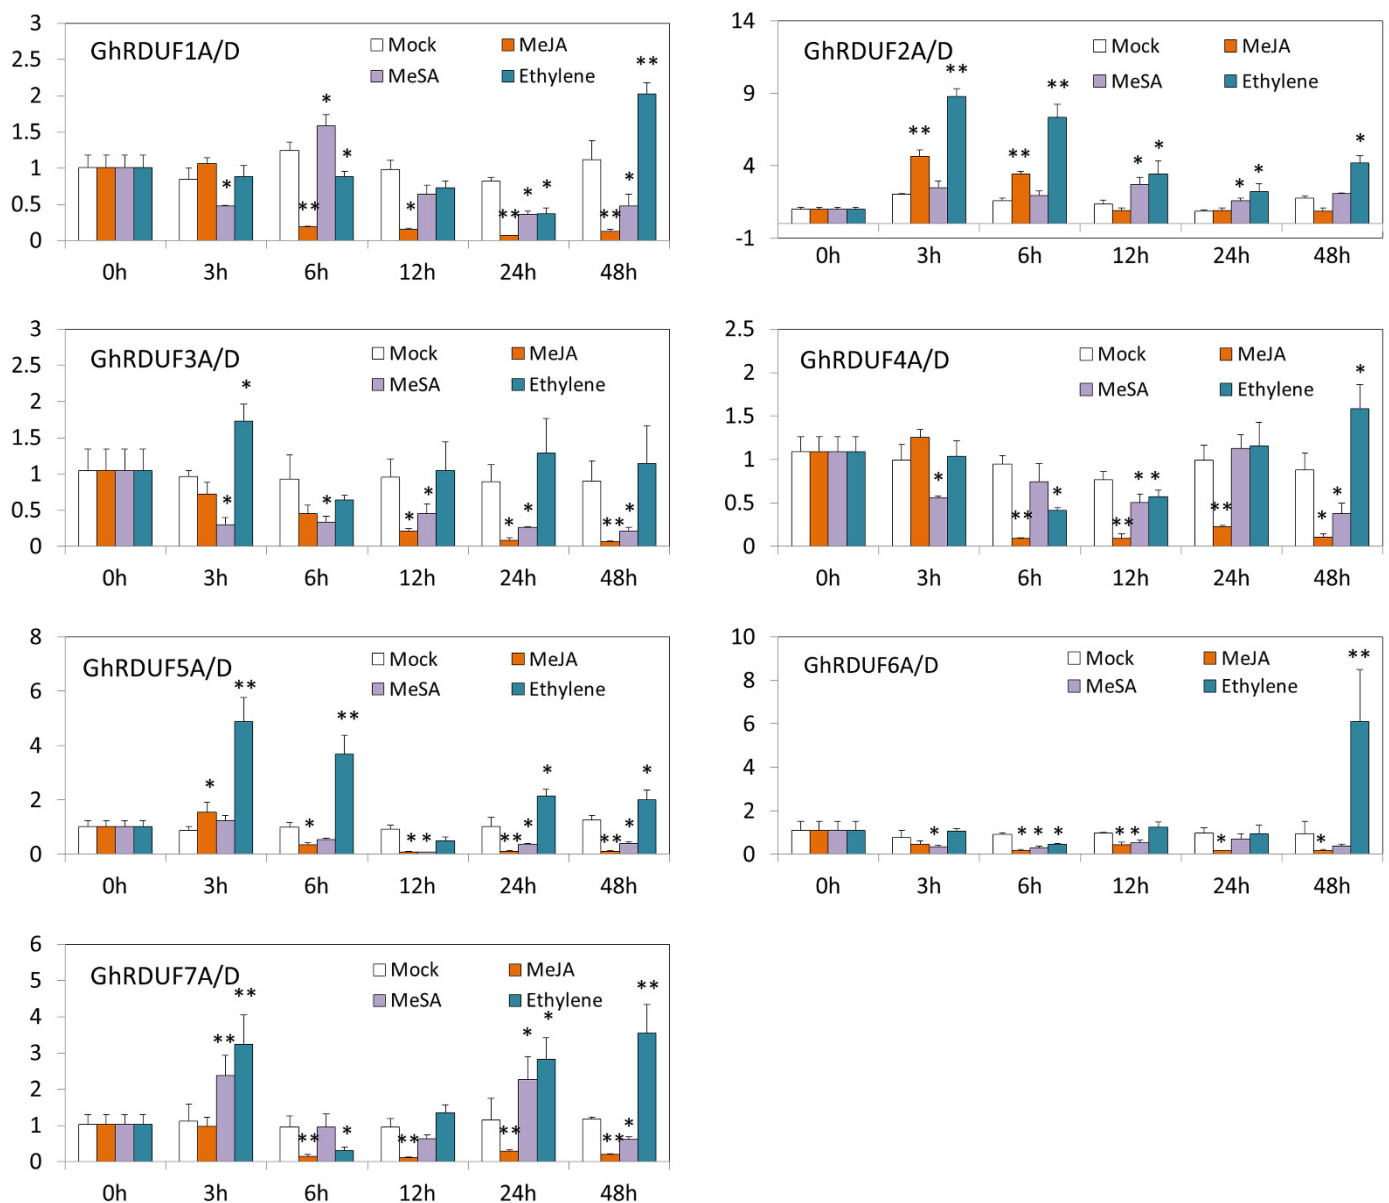 3
2.5
2
1.5
1
0.5
0
GhRDUF1A/D
Mock MeJA
MeSA Ethylene
* ** * * ** * ** * * ** * **
0h 3h 6h 12h 24h 48h
14
9
4
-1
GhRDUF2A/D
Mock MeJA
MeSA Ethylene
** ** ** ** * * * * *
0h 3h 6h 12h 24h 48h
3
2.5
2
1.5
1
0.5
0
GhRDUF3A/D
Mock MeJA
MeSA Ethylene
* * * * * * * ** *
0h 3h 6h 12h 24h 48h
2.5
2
1.5
1
0.5
0
GhRDUF4A/D
Mock MeJA
MeSA Ethylene
* ** * ** * * ** * * *
0h 3h 6h 12h 24h 48h
8
6
4
2
0
GhRDUF5A/D
Mock MeJA
MeSA Ethylene
* ** * ** ** ** * * ** * *
0h 3h 6h 12h 24h 48h
10
8
6
4
2
0
GhRDUF6A/D
Mock MeJA
MeSA Ethylene
* * * * * * * * **
0h 3h 6h 12h 24h 48h
6
5
4
3
2
1
0
GhRDUF7A/D
Mock MeJA
MeSA Ethylene
** ** ** * ** ** * * ** * **
0h 3h 6h 12h 24h 48h